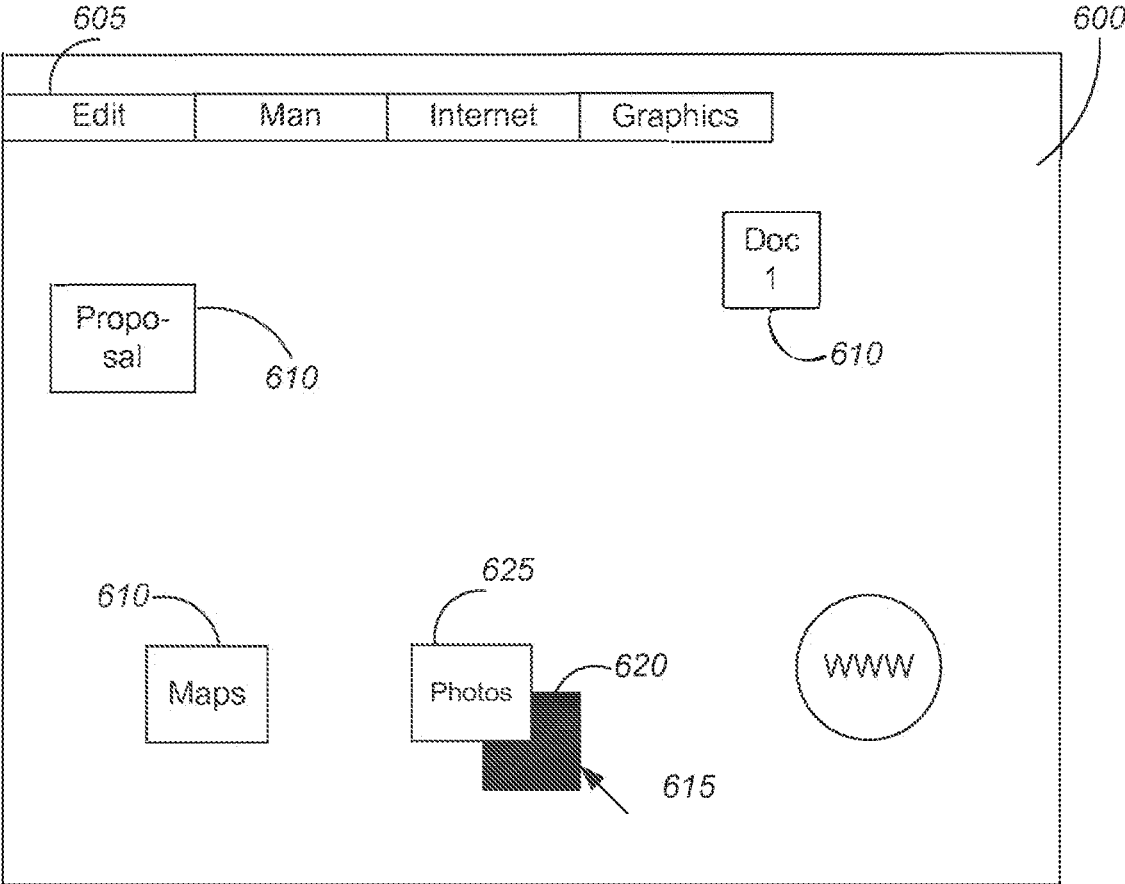 605
600
Edit
Man
Internet
Graphics
Doc
1
Propo-
sal
610
610
625
610
620
Maps
Photos
WWW
615